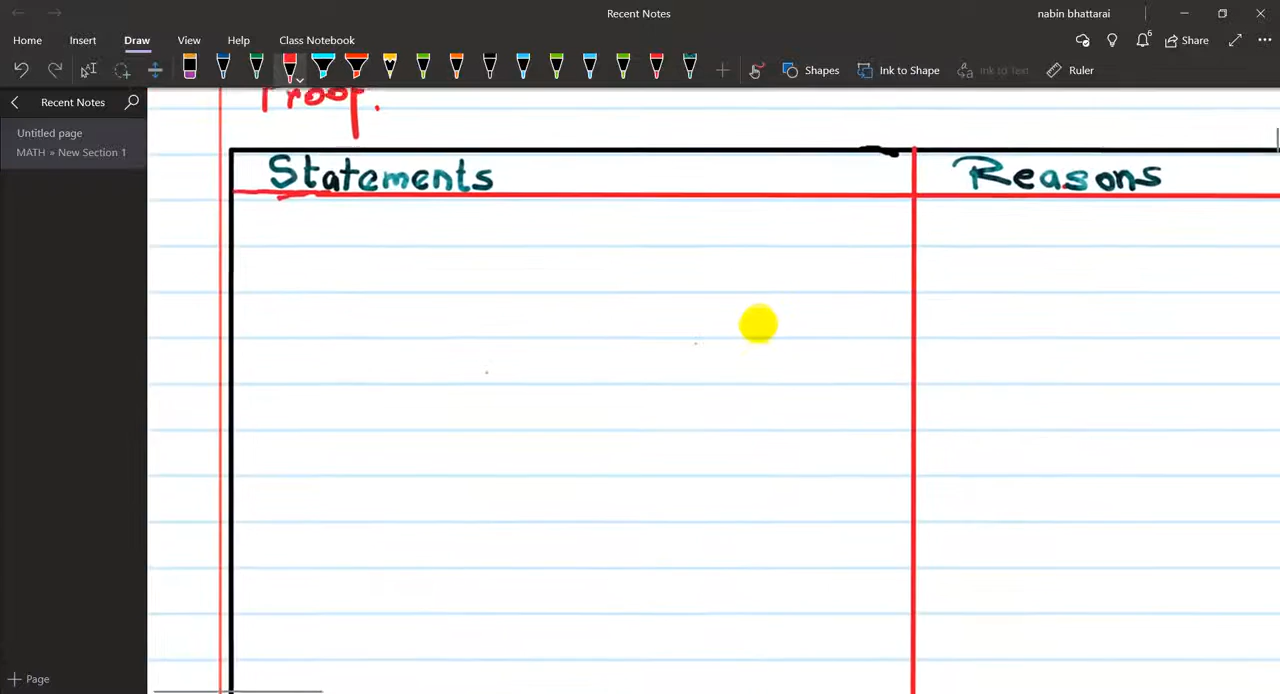 Recent Notes
nabin bhattarai
Home Insert Draw View Help Class Notebook
6 Share
Shapes Ink to Shape Ink to Text Ruler
Recent Notes
Untitled page
MATH » New Section 1
Proof.
Statements Reasons
Page